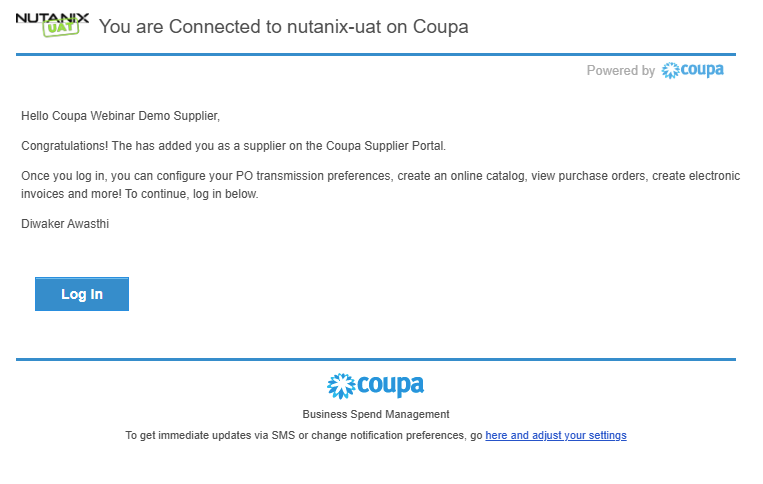 NUTANIX
UAT
You are Connected to nutanix-uat on Coupa
Powered by coupa
Hello Coupa Webinar Demo Supplier,
Congratulations! The has added you as a supplier on the Coupa Supplier Portal.
Once you log in, you can configure your PO transmission preferences, create an online catalog, view purchase orders, create electronic
invoices and more! To continue, log in below.
Diwaker Awasthi
Log In
coupa
Business Spend Management
To get immediate updates via SMS or change notification preferences, go here and adjust your settings